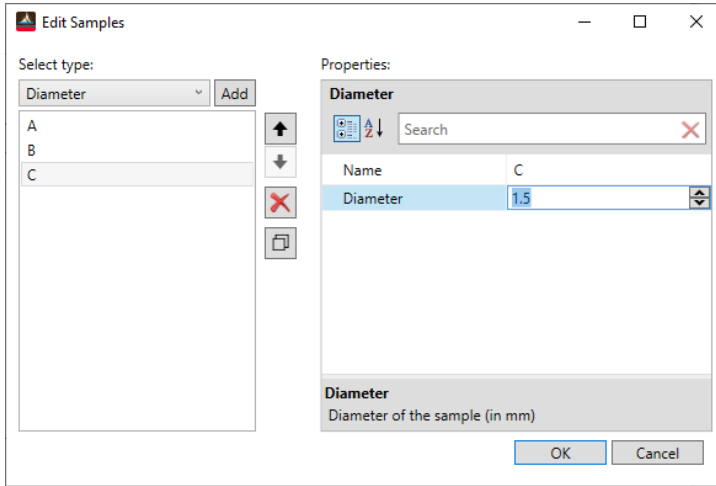 Edit Samples
Select type:
Diameter
Add
A
B
C
Properties:
Diameter
A
Z
Search
Name C
Diameter 1.5
Diameter
Diameter of the sample (in mm)
OK
Cancel